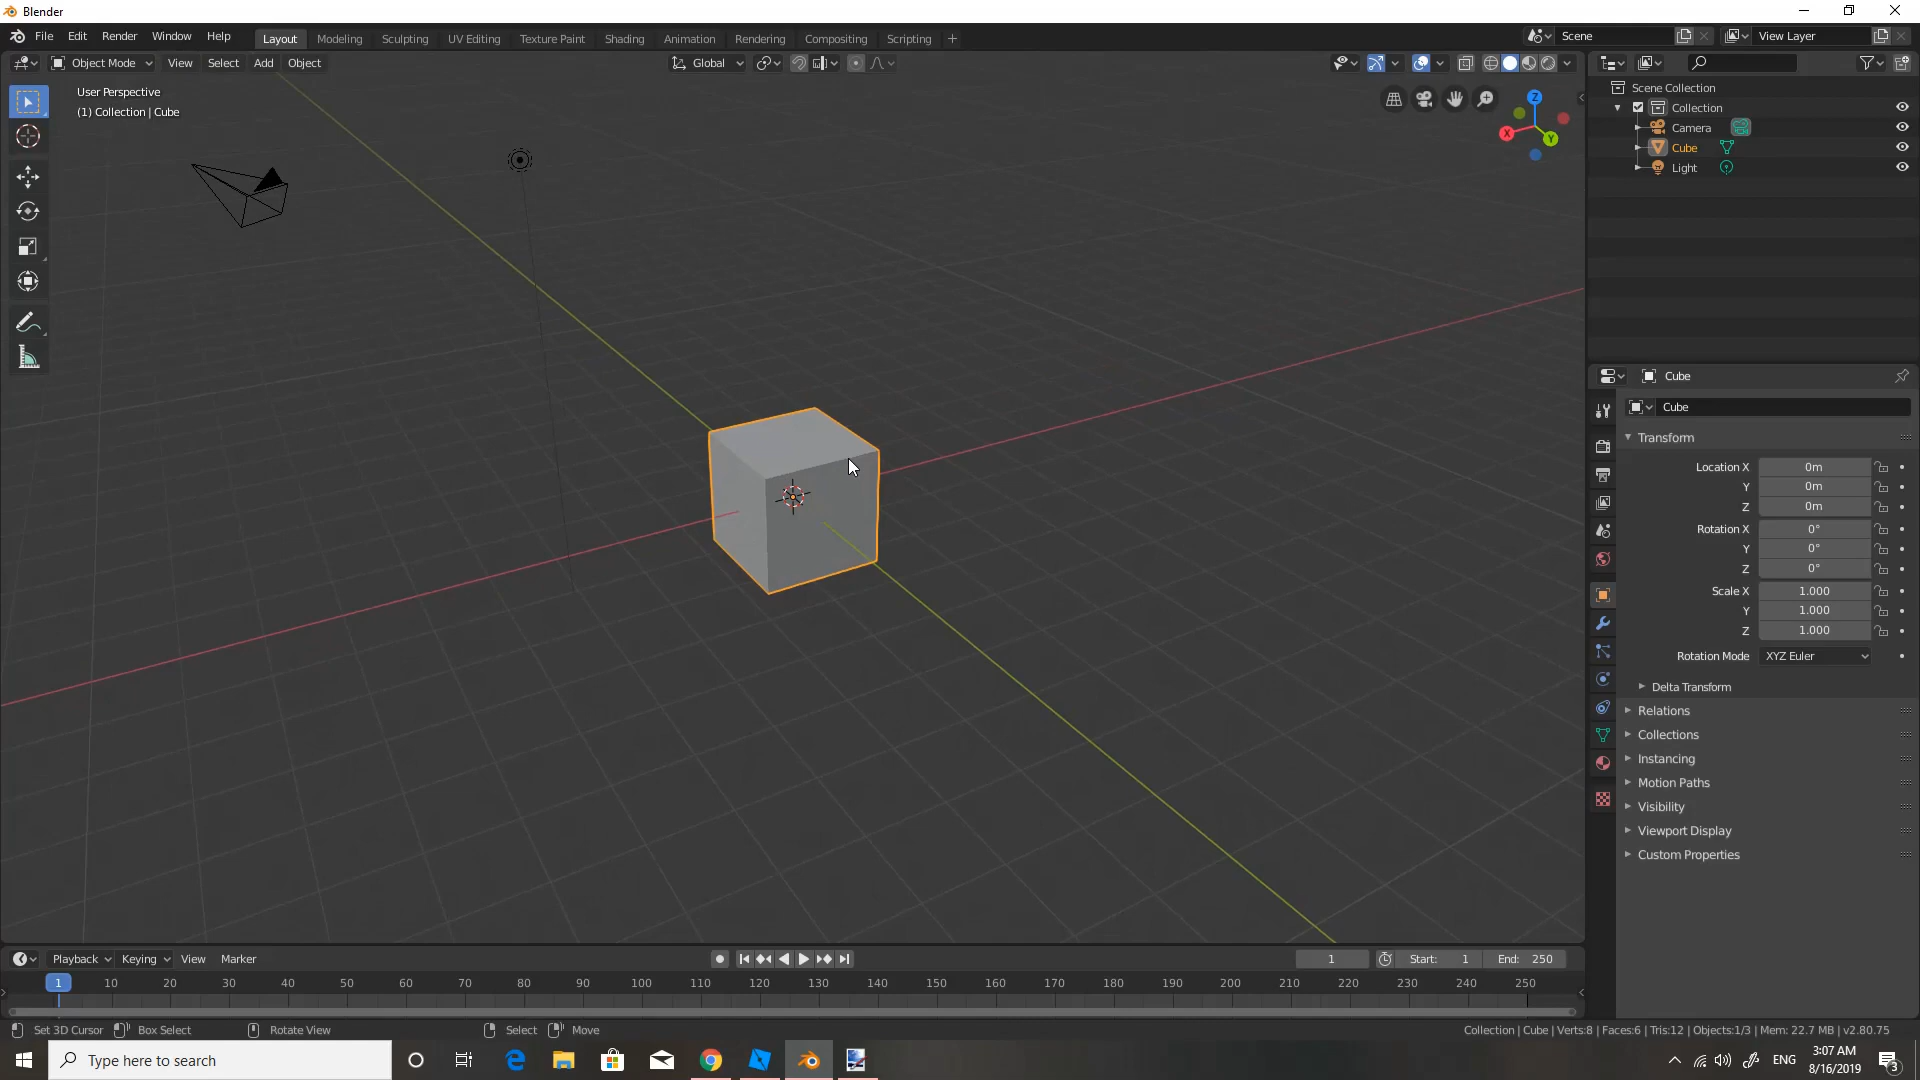 Blender
File Edit Render Window Help
Layout Modeling Sculpting UV Editing Texture Paint Shading Animation Rendering Compositing Scripting +
Scene
View Layer
Object Mode View Select Add Object
Global
User Perspective
(1) Collection | Cube
Z
X
Y
Scene Collection
Collection
Camera
Cube
Light
Cube
Cube
Transform
Location X 0m
Y 0m
Z 0m
Rotation X 0°
Y 0°
Z 0°
Scale X 1.000
Y 1.000
Z 1.000
Rotation Mode XYZ Euler
Delta Transform
Relations
Collections
Instancing
Motion Paths
Visibility
Viewport Display
Custom Properties
Playback Keying View Marker
1 Start: 1 End: 250
1 10 20 30 40 50 60 70 80 90 100 110 120 130 140 150 160 170 180 190 200 210 220 230 240 250
Set 3D Cursor Box Select Rotate View Select Move
Collection | Cube | Verts:8 | Faces:6 | Tris:12 | Objects:1/3 | Mem: 22.7 MB | v2.80.75
Type here to search
ENG
3:07 AM
8/16/2019
3